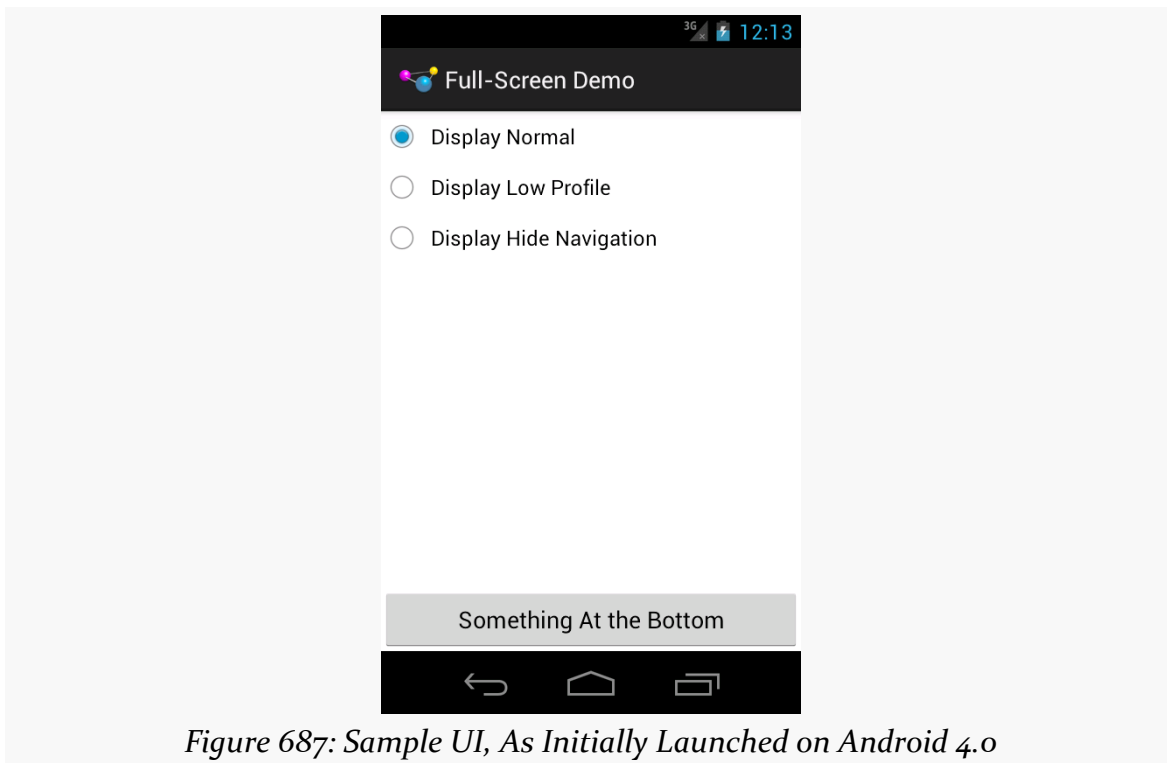 3G 12:13
Full-Screen Demo
Display Normal
Display Low Profile
Display Hide Navigation
Something At the Bottom
Figure 687: Sample UI, As Initially Launched on Android 4.0